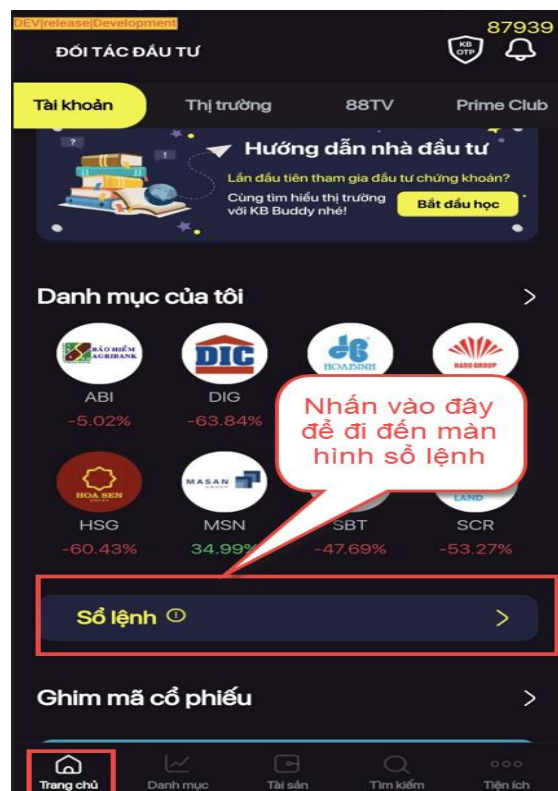 DEV|release|Development
87939
ĐỐI TÁC ĐẦU TƯ
KB
OTP
Tài khoản
Thị trường
88TV
Prime Club
?
!
Hướng dẫn nhà đầu tư
Lần đầu tiên tham gia đầu tư chứng khoán?
Cùng tìm hiểu thị trường
với KB Buddy nhé!
Bắt đầu học
Danh mục của tôi
BẢO HIỂM
AGRIBANK
DIC
HOABINH
HADO GROUP
ABI
DIG
-5.02%
-63.84%
Nhấn vào đây
để đi đến màn
hình sổ lệnh
HOA SEN
MASAN
GROUP
LAND
HSG
MSN
SBT
SCR
-60.43%
34.99%
-47.69%
-53.27%
Sổ lệnh
Ghim mã cổ phiếu
Trang chủ
Danh mục
Tài sản
Tìm kiếm
Tiện ích